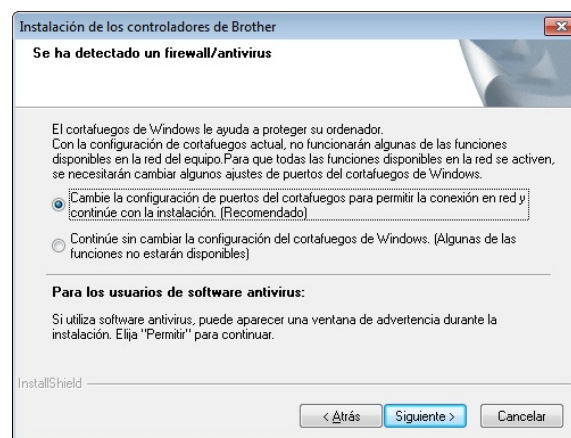 Instalación de los controladores de Brother
Se ha detectado un firewall/antivirus
El cortafuegos de Windows le ayuda a proteger su ordenador.
Con la configuración de cortafuegos actual, no funcionarán algunas de las funciones
disponibles en la red del equipo.Para que todas las funciones disponibles en la red se activen,
se necesitarán cambiar algunos ajustes de puertos del cortafuegos de Windows.
Cambie la configuración de puertos del cortafuegos para permitir la conexión en red y
continúe con la instalación. (Recomendado)
Continúe sin cambiar la configuración del cortafuegos de Windows. (Algunas de las
funciones no estarán disponibles)
Para los usuarios de software antivirus:
Si utiliza software antivirus, puede aparecer una ventana de advertencia durante la
instalación. Elija "Permitir" para continuar.
InstallShield
< Atrás Siguiente > Cancelar